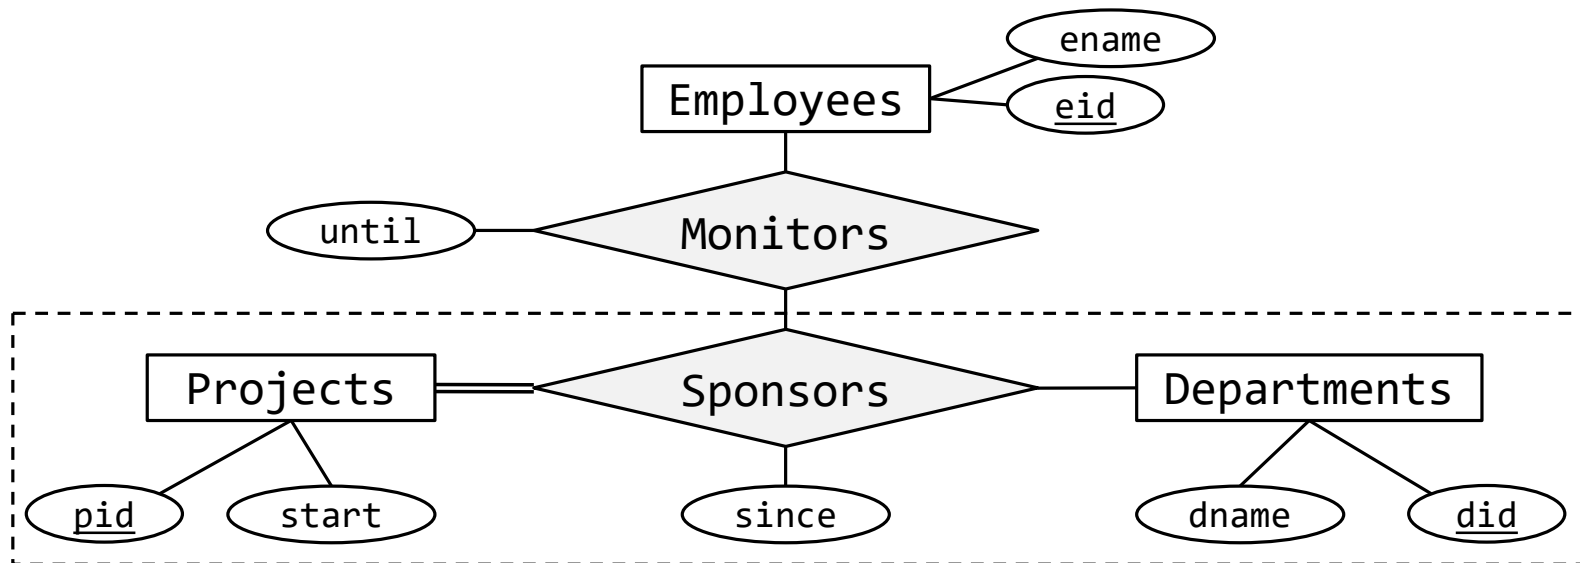 ename
Employees
eid
until
Monitors
Projects
Sponsors
Departments
pid
start
since
dname
did